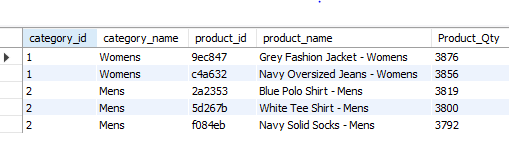 category_id category_name product_id product_name Product_Qty
1 Womens 9ec847 Grey Fashion Jacket - Womens 3876
1 Womens c4a632 Navy Oversized Jeans - Womens 3856
2 Mens 2a2353 Blue Polo Shirt - Mens 3819
2 Mens 5d267b White Tee Shirt - Mens 3800
2 Mens f084eb Navy Solid Socks - Mens 3792